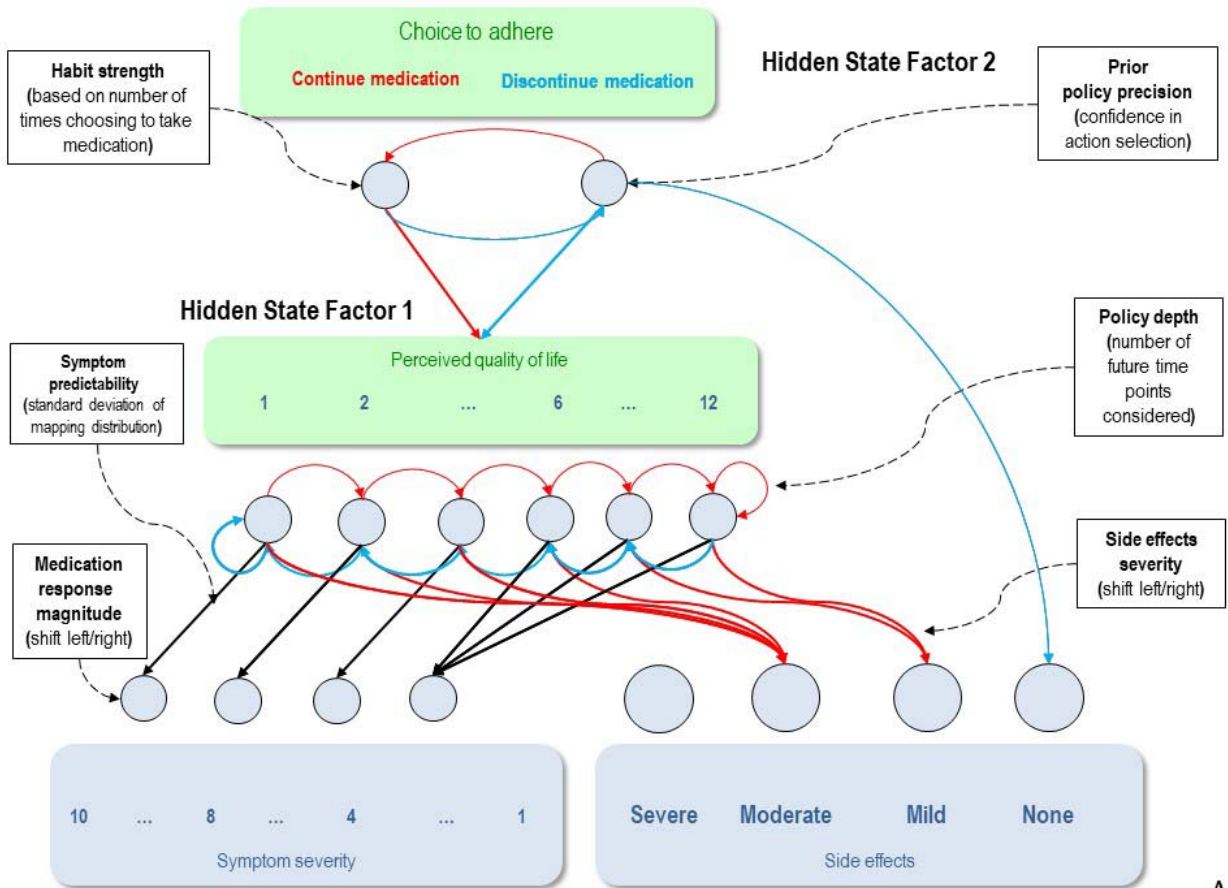 Choice to adhere
Continue medication
Discontinue medication
Hidden State Factor 2
Habit strength
(based on number of
times choosing to take
medication)
Prior
policy precision
(confidence in
action selection)
Hidden State Factor 1
Symptom
predictability
(standard deviation of
mapping distribution)
Perceived quality of life
1 2 ... 6 ... 12
Policy depth
(number of
future time
points
considered)
Medication
response
magnitude
(shift left/right)
Side effects
severity
(shift left/right)
10 ... 8 ... 4 ... 1
Symptom severity
Severe Moderate Mild None
Side effects